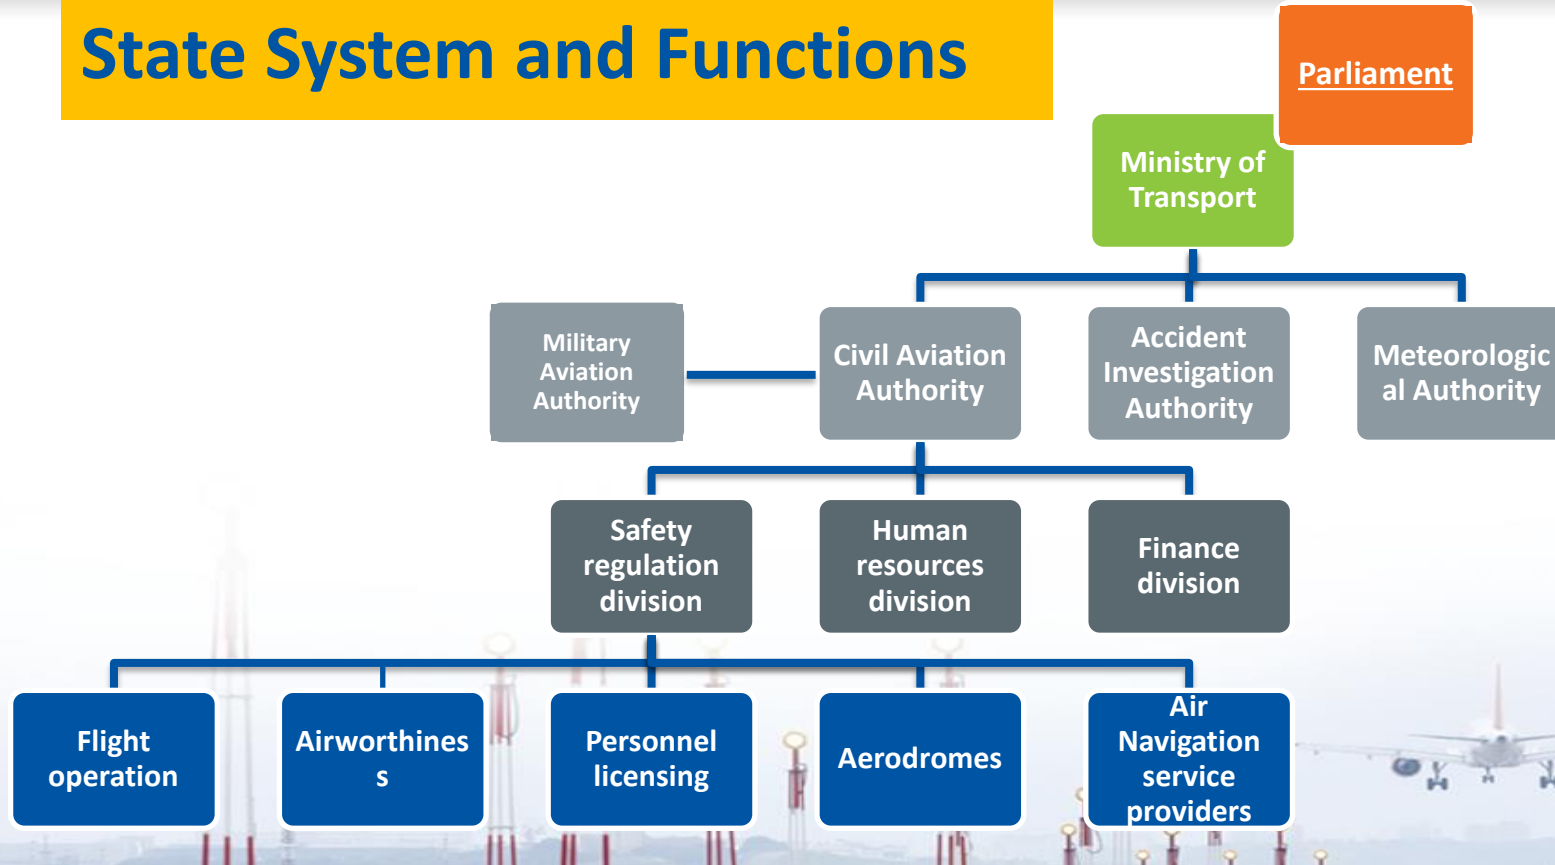 State System and Functions
Parliament
Ministry of
Transport
Military
Aviation
Authority
Civil Aviation
Authority
Accident
Investigation
Authority
Meteorologic
al Authority
Safety
regulation
division
Human
resources
division
Finance
division
Flight
operation
Airworthines
s
Personnel
licensing
Aerodromes
Air
Navigation
service
providers